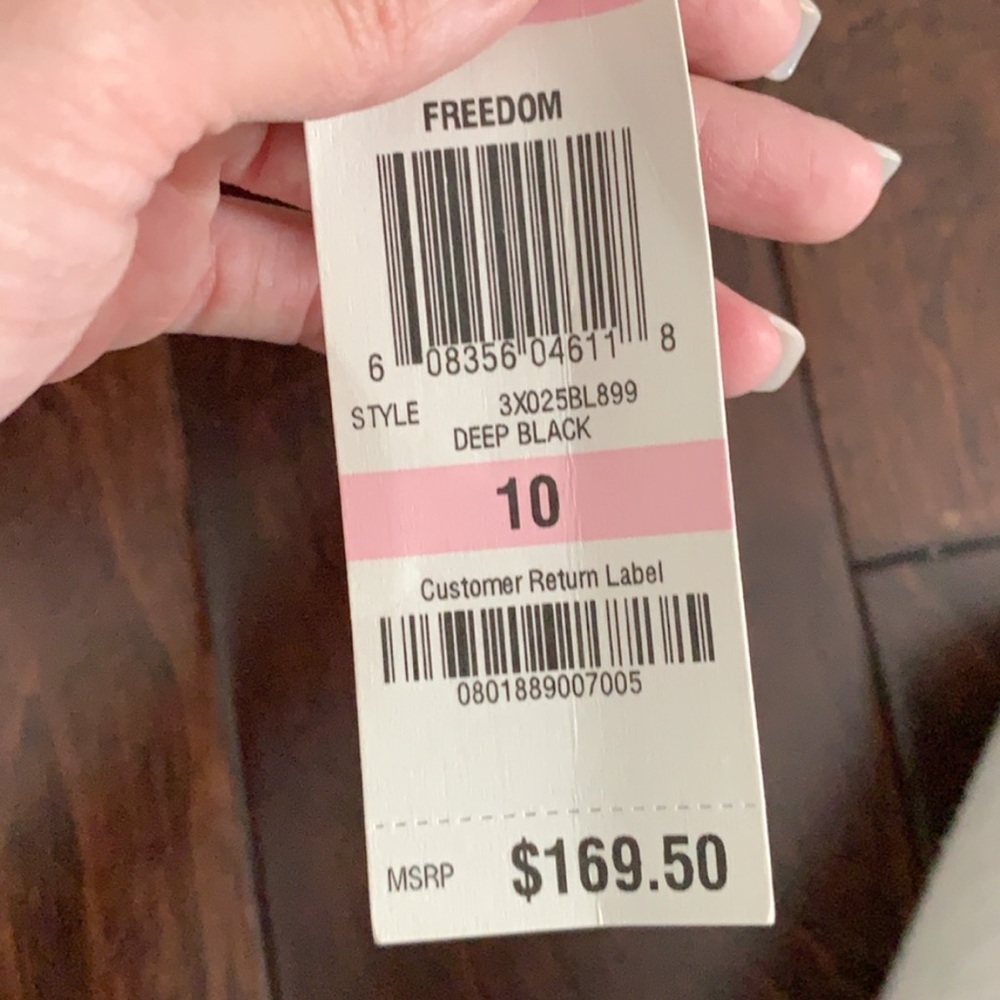 FREEDOM
6 08356 04611 8
STYLE 3X025BL899
DEEP BLACK
10
Customer Return Label
0801889007005
MSRP $169.50